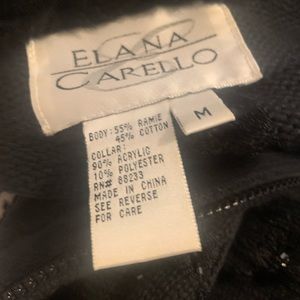 ELANA
CARELLO
M
BODY: 55% RAMIE
45% COTTON
COLLAR:
90% ACRYLIC
10% POLYESTER
RN# 88233
MADE IN CHINA
SEE REVERSE
FOR CARE